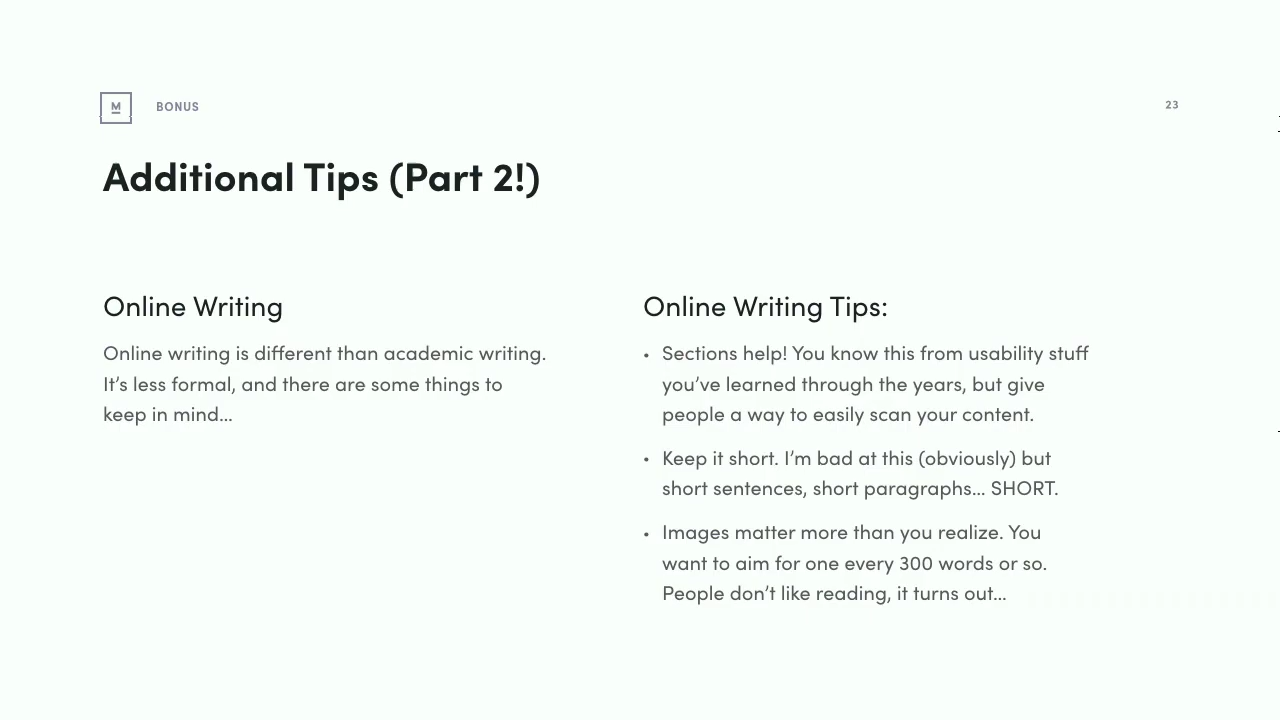 M
BONUS
23
Additional Tips (Part 2!)
Online Writing
Online writing is different than academic writing.
It’s less formal, and there are some things to
keep in mind...
Online Writing Tips:
• Sections help! You know this from usability stuff
you’ve learned through the years, but give
people a way to easily scan your content.
• Keep it short. I’m bad at this (obviously) but
short sentences, short paragraphs... SHORT.
• Images matter more than you realize. You
want to aim for one every 300 words or so.
People don’t like reading, it turns out...